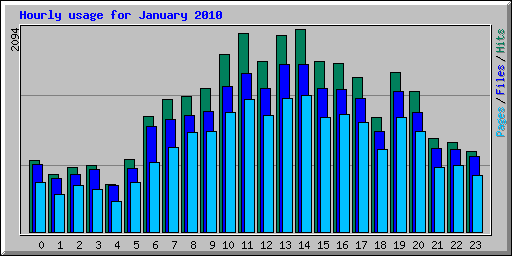 Hourly usage for January 2010
2094
Pages / Files / Hits
0 1 2 3 4 5 6 7 8 9 10 11 12 13 14 15 16 17 18 19 20 21 22 23